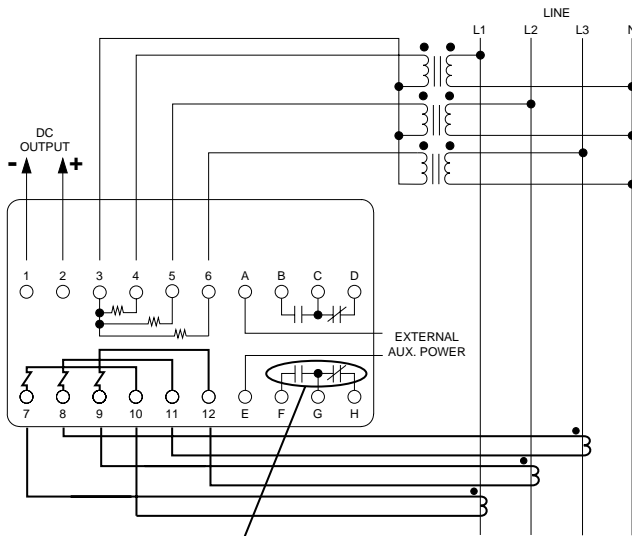 LINE
L1 L2 L3 N
DC
OUTPUT
- +
1 2 3 4 5 6 A B C D
EXTERNAL
AUX. POWER
7 8 9 10 11 12 E F G H